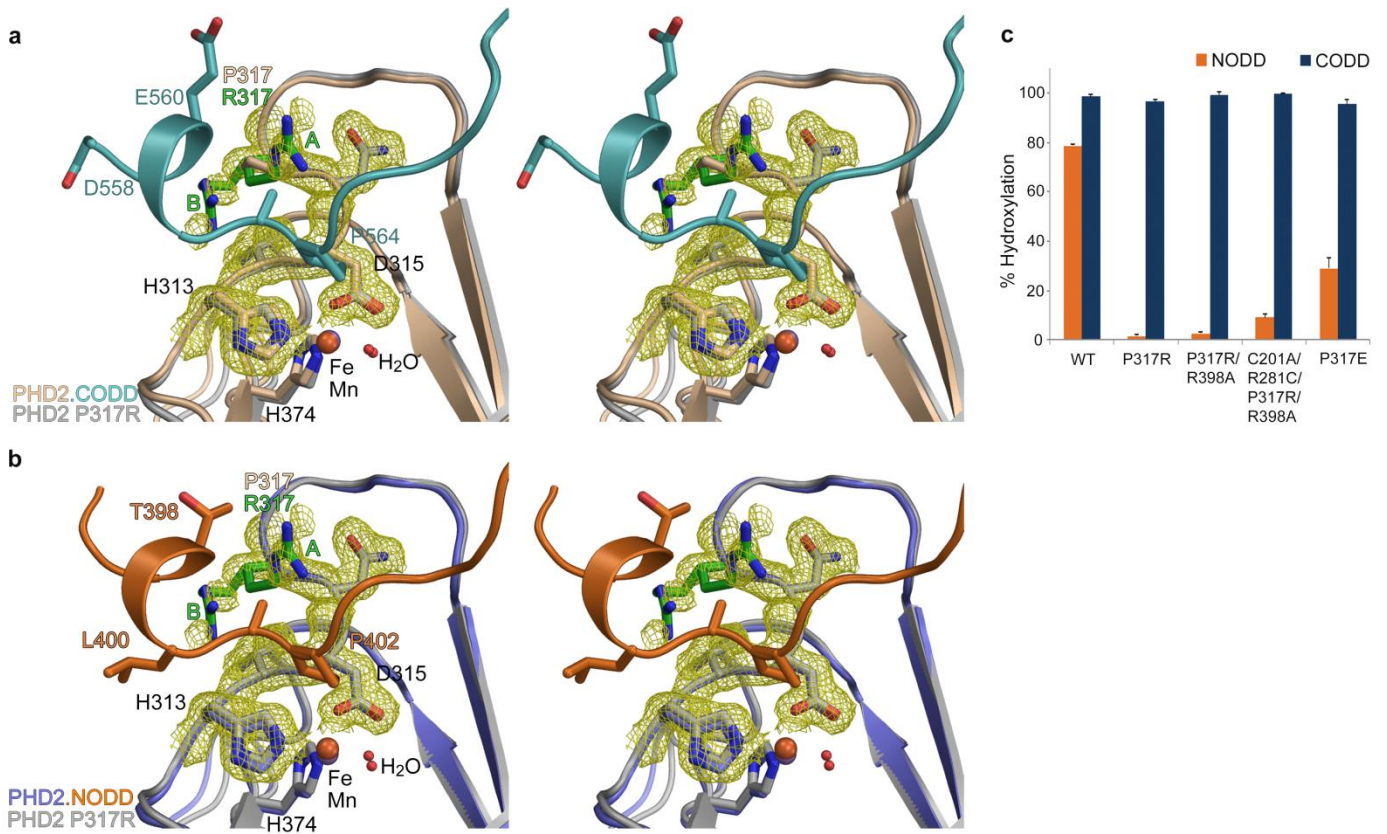 a
E560
P317
R317
A
D558
B
P564
D315
H313
Fe
Mn
H₂O
H374
PHD2.CODD
PHD2 P317R
b
T398
P317
R317
A
B
L400
P402
D315
H313
Fe
Mn
H₂O
H374
PHD2.NODD
PHD2 P317R
c
NODD CODD
% Hydroxylation
100
80
60
40
20
0
WT
P317R
P317R/
R398A
C201A/
R281C/
P317R/
R398A
P317E